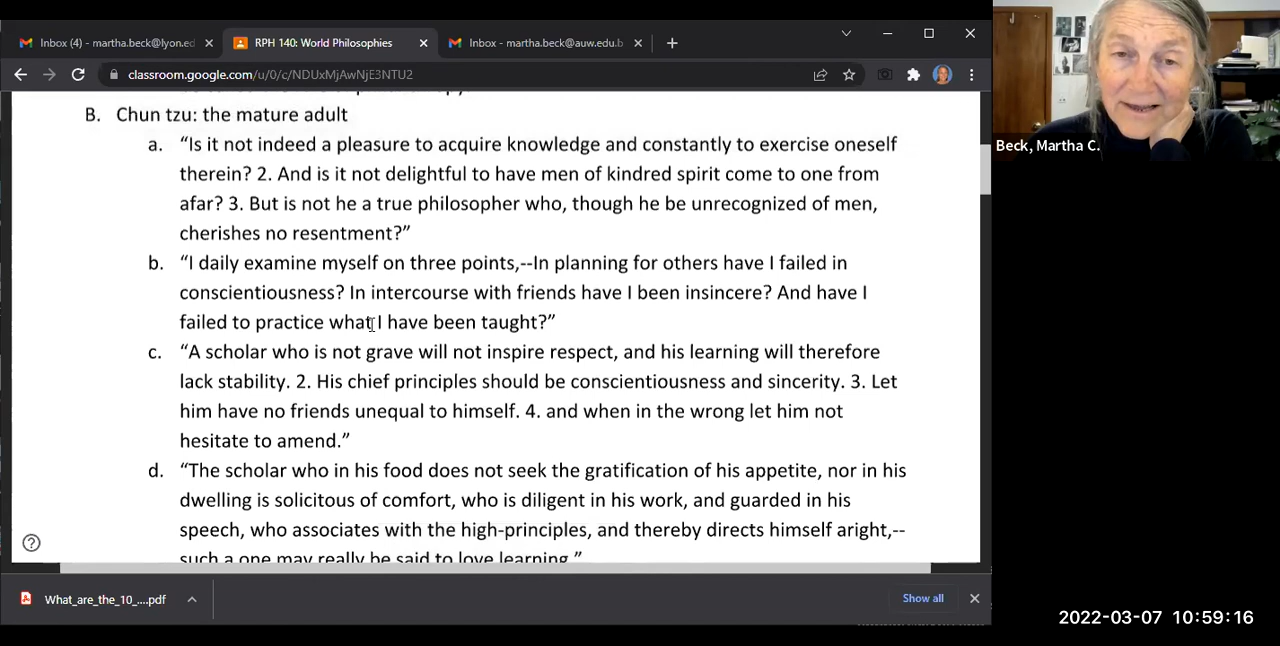 Inbox (4) - martha.beck@lyon.ed
RPH 140: World Philosophies
Inbox - martha.beck@auw.edu.b
classroom.google.com/u/0/c/NDUxMjAwNjE3NTU2
B. Chun tzu: the mature adult
a. “Is it not indeed a pleasure to acquire knowledge and constantly to exercise oneself
therein? 2. And is it not delightful to have men of kindred spirit come to one from
afar? 3. But is not he a true philosopher who, though he be unrecognized of men,
cherishes no resentment?”
b. “I daily examine myself on three points,--In planning for others have I failed in
conscientiousness? In intercourse with friends have I been insincere? And have I
failed to practice what I have been taught?”
c. “A scholar who is not grave will not inspire respect, and his learning will therefore
lack stability. 2. His chief principles should be conscientiousness and sincerity. 3. Let
him have no friends unequal to himself. 4. and when in the wrong let him not
hesitate to amend.”
d. “The scholar who in his food does not seek the gratification of his appetite, nor in his
dwelling is solicitous of comfort, who is diligent in his work, and guarded in his
speech, who associates with the high-principles, and thereby directs himself aright,--
such a one may really be said to love learning.”
What_are_the_10_....pdf
Show all
Beck, Martha C.
2022-03-07 10:59:16